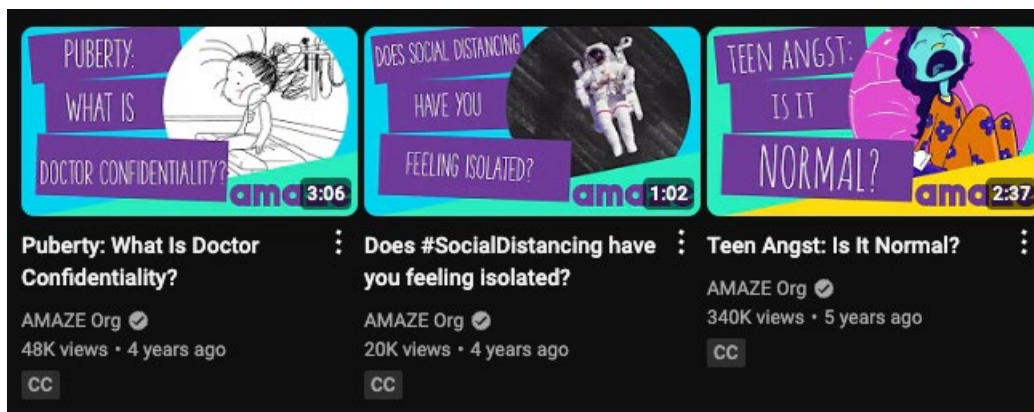 PUBERTY:
WHAT IS
DOCTOR CONFIDENTIALITY?
3:06
Puberty: What Is Doctor
Confidentiality?
AMAZE Org
48K views • 4 years ago
CC
DOES SOCIAL DISTANCING
HAVE YOU
FEELING ISOLATED?
1:02
Does #SocialDistancing have
you feeling isolated?
AMAZE Org
20K views • 4 years ago
CC
TEEN ANGST:
IS IT
NORMAL?
2:37
Teen Angst: Is It Normal?
AMAZE Org
340K views • 5 years ago
CC